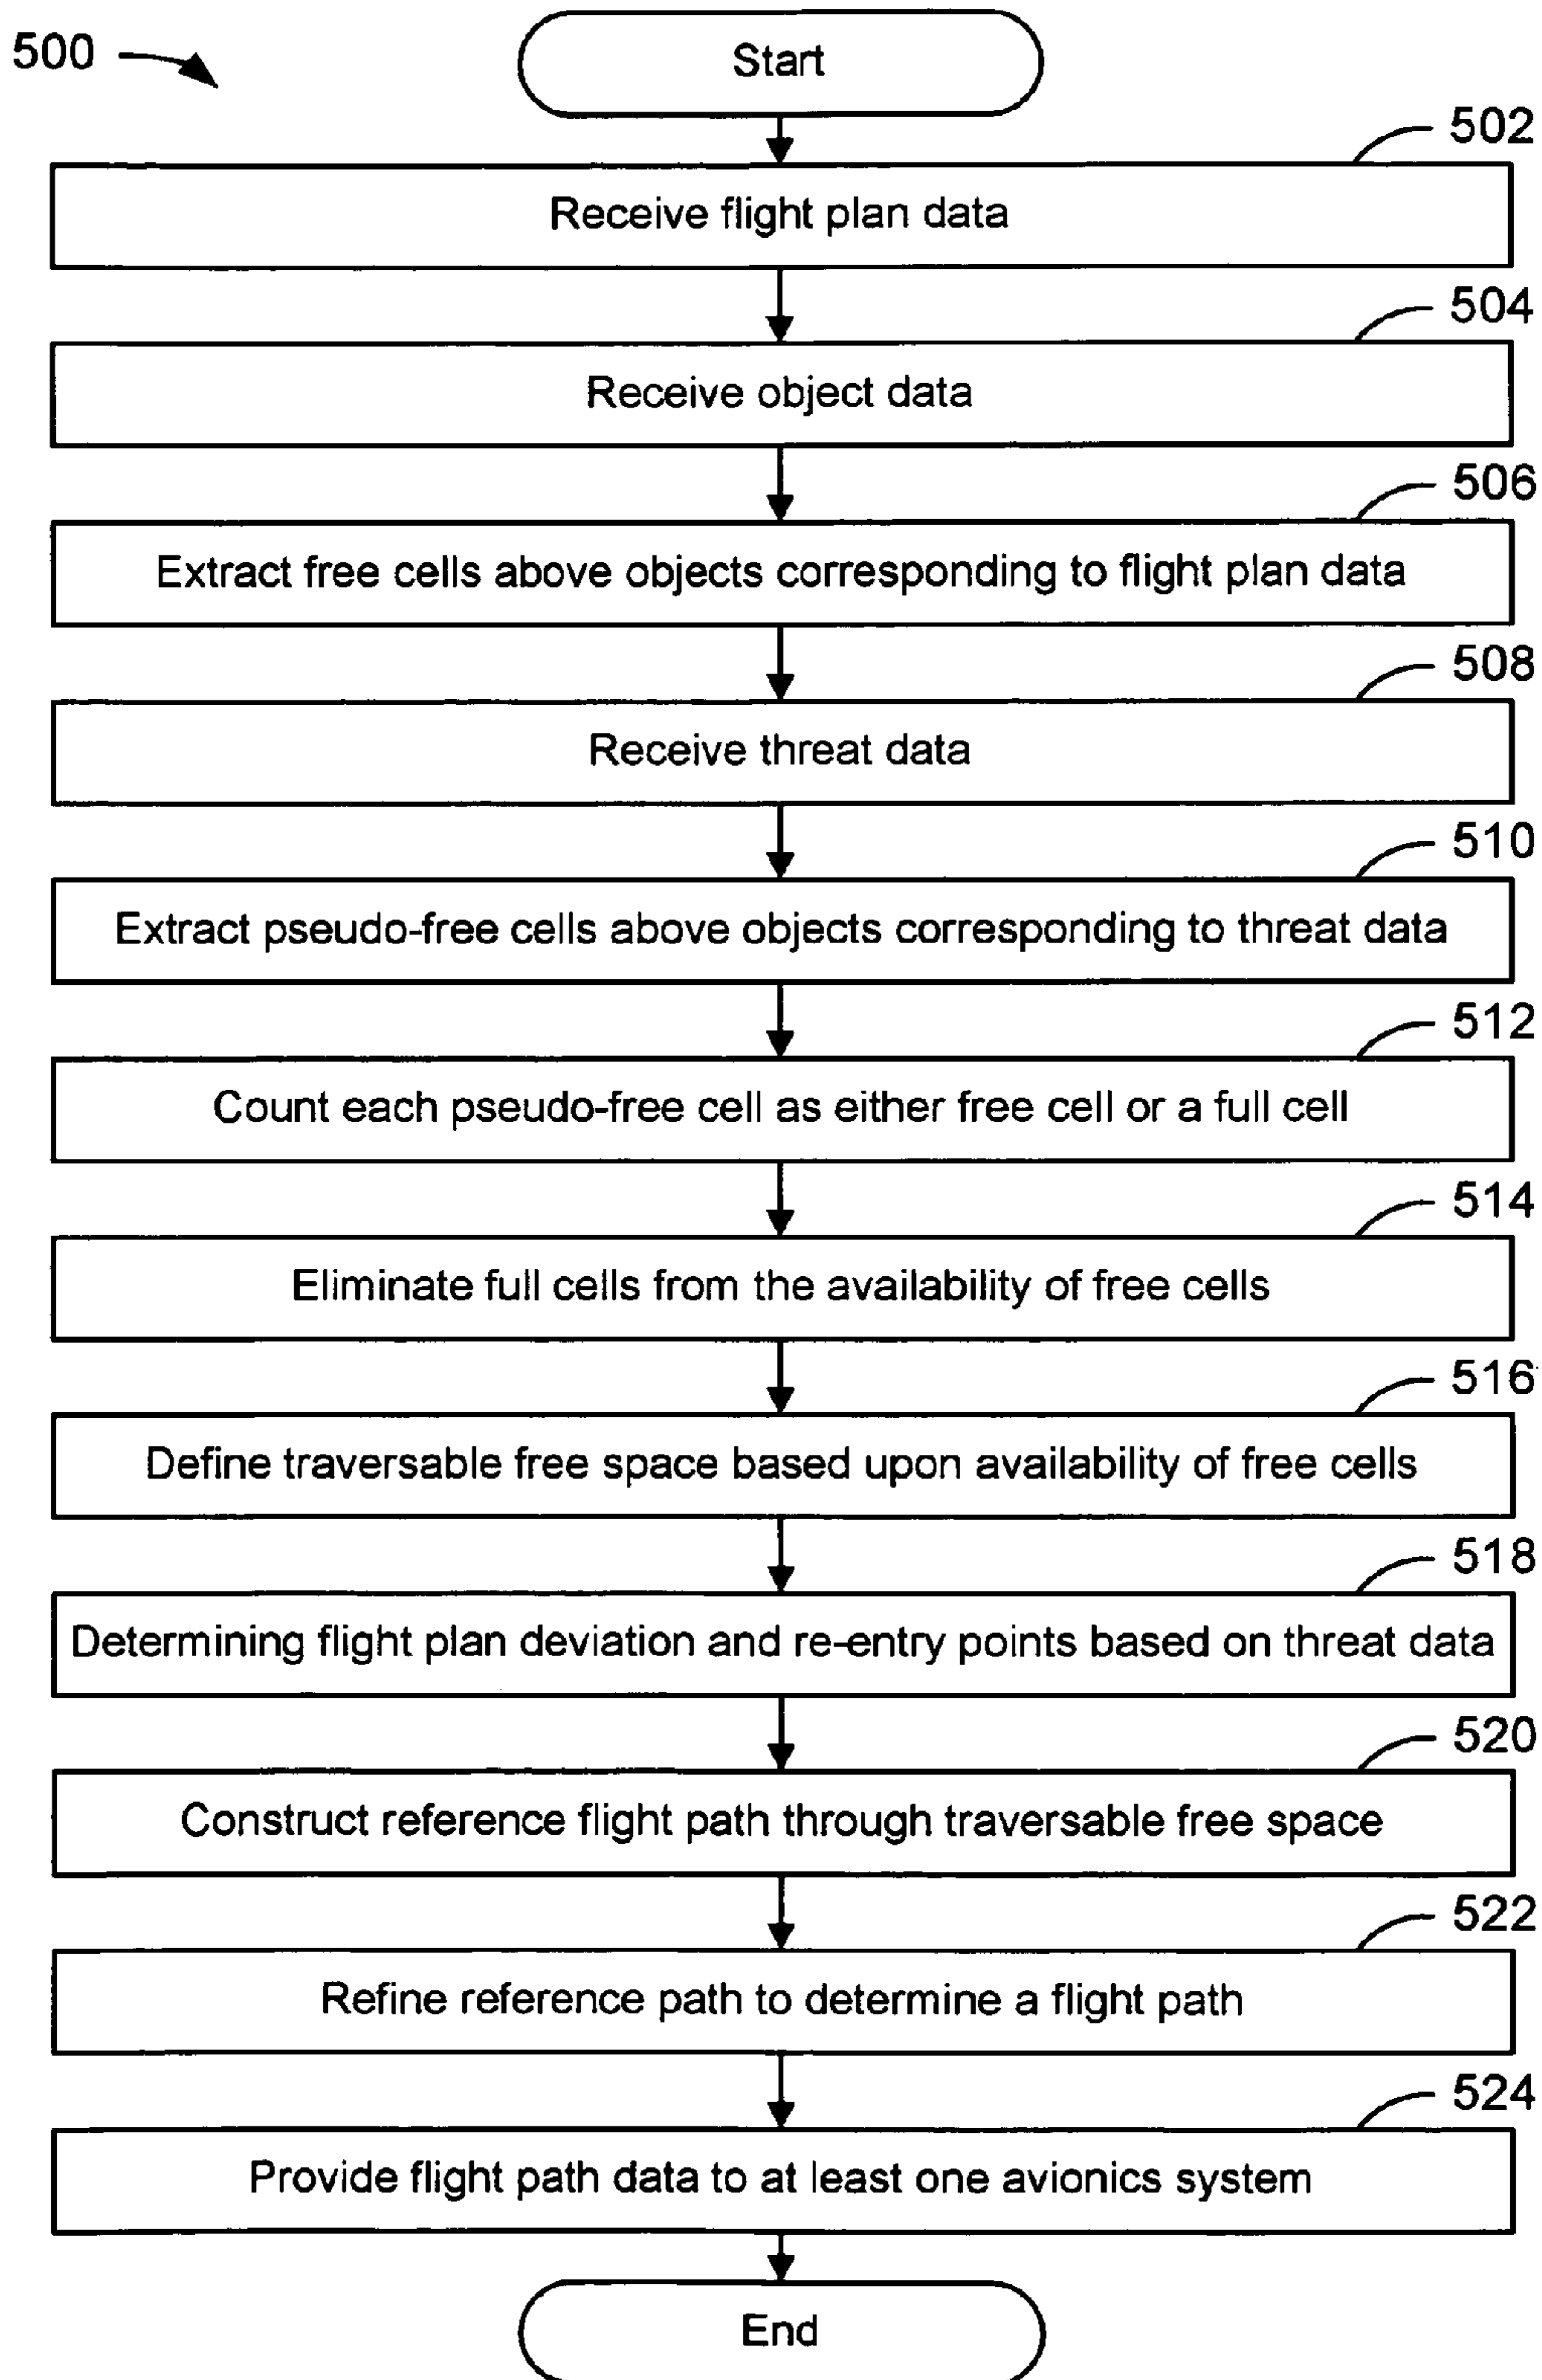 500
Start
502
Receive flight plan data
504
Receive object data
506
Extract free cells above objects corresponding to flight plan data
508
Receive threat data
510
Extract pseudo-free cells above objects corresponding to threat data
512
Count each pseudo-free cell as either free cell or a full cell
514
Eliminate full cells from the availability of free cells
516
Define traversable free space based upon availability of free cells
518
Determining flight plan deviation and re-entry points based on threat data
520
Construct reference flight path through traversable free space
522
Refine reference path to determine a flight path
524
Provide flight path data to at least one avionics system
End